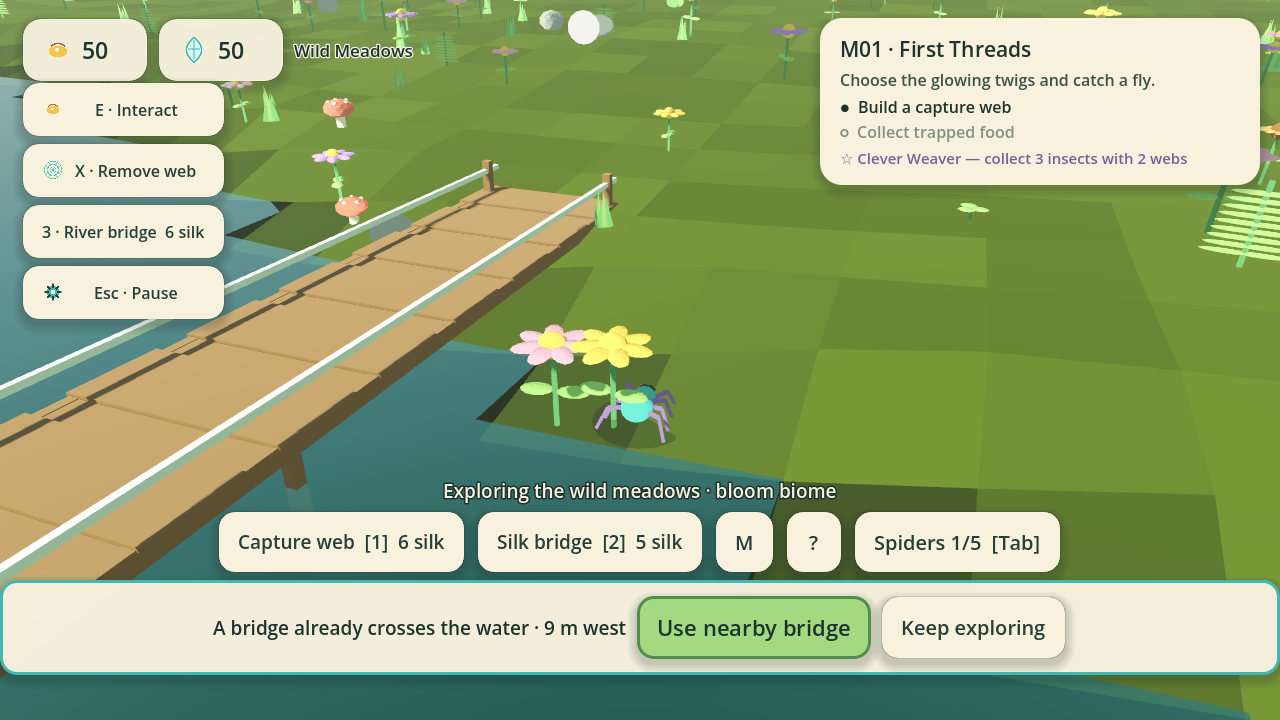 50
50
Wild Meadows
E · Interact
X · Remove web
3 · River bridge 6 silk
Esc · Pause
M01 · First Threads
Choose the glowing twigs and catch a fly.
Build a capture web
Collect trapped food
☆ Clever Weaver — collect 3 insects with 2 webs
Exploring the wild meadows · bloom biome
Capture web [1] 6 silk
Silk bridge [2] 5 silk
M
?
Spiders 1/5 [Tab]
A bridge already crosses the water · 9 m west
Use nearby bridge
Keep exploring